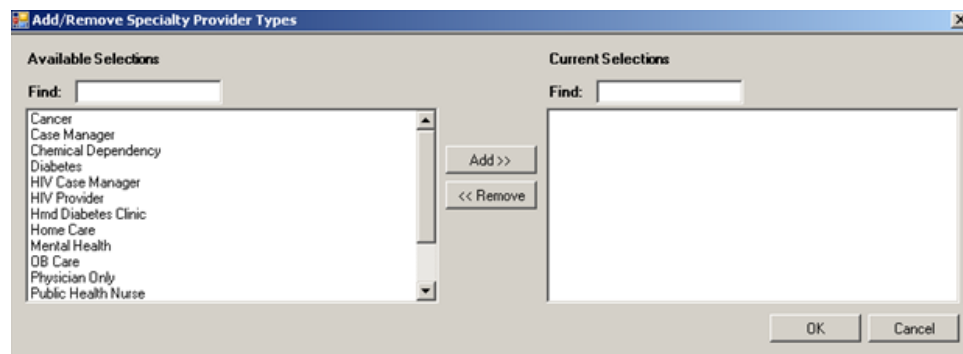 Add/Remove Specialty Provider Types
Available Selections
Current Selections
Find:
Find:
Cancer
Case Manager
Chemical Dependency
Diabetes
HIV Case Manager
HIV Provider
Hmd Diabetes Clinic
Home Care
Mental Health
OB Care
Physician Only
Public Health Nurse
Add >>
<< Remove
OK
Cancel